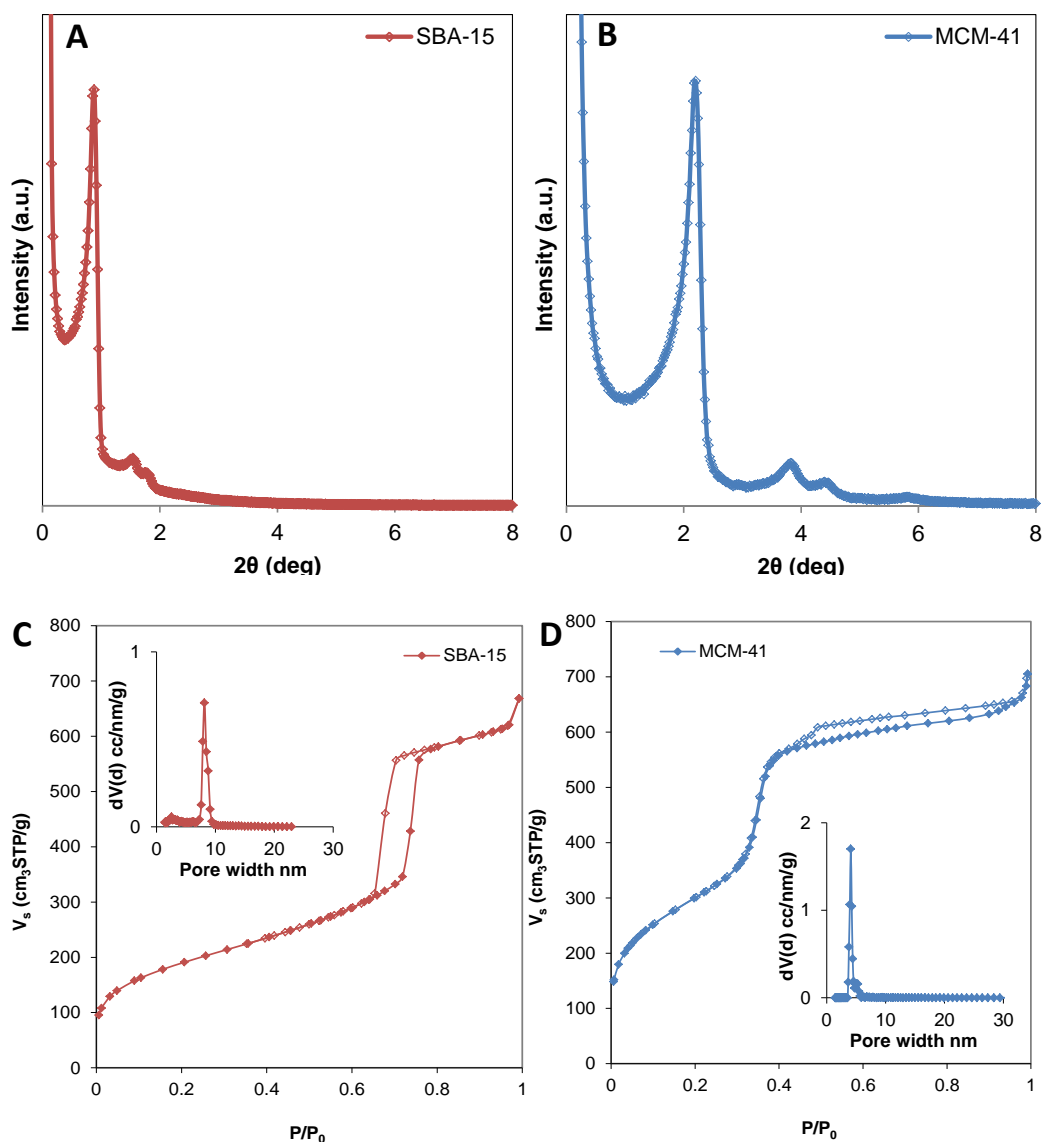 A
SBA-15
Intensity (a.u.)
0
2
4
6
8
2θ (deg)
B
MCM-41
Intensity (a.u.)
0
2
4
6
8
2θ (deg)
C
SBA-15
Vs (cm3STP/g)
800
700
600
500
400
300
200
100
0
0
0.2
0.4
0.6
0.8
1
P/P0
dV(d) cc/nm/g)
1
0
0
10
20
30
Pore width nm
D
MCM-41
Vs (cm3STP/g)
800
700
600
500
400
300
200
100
0
0
0.2
0.4
0.6
0.8
1
P/P0
dV(d) cc/nm/g)
2
1
0
0
10
20
30
Pore width nm